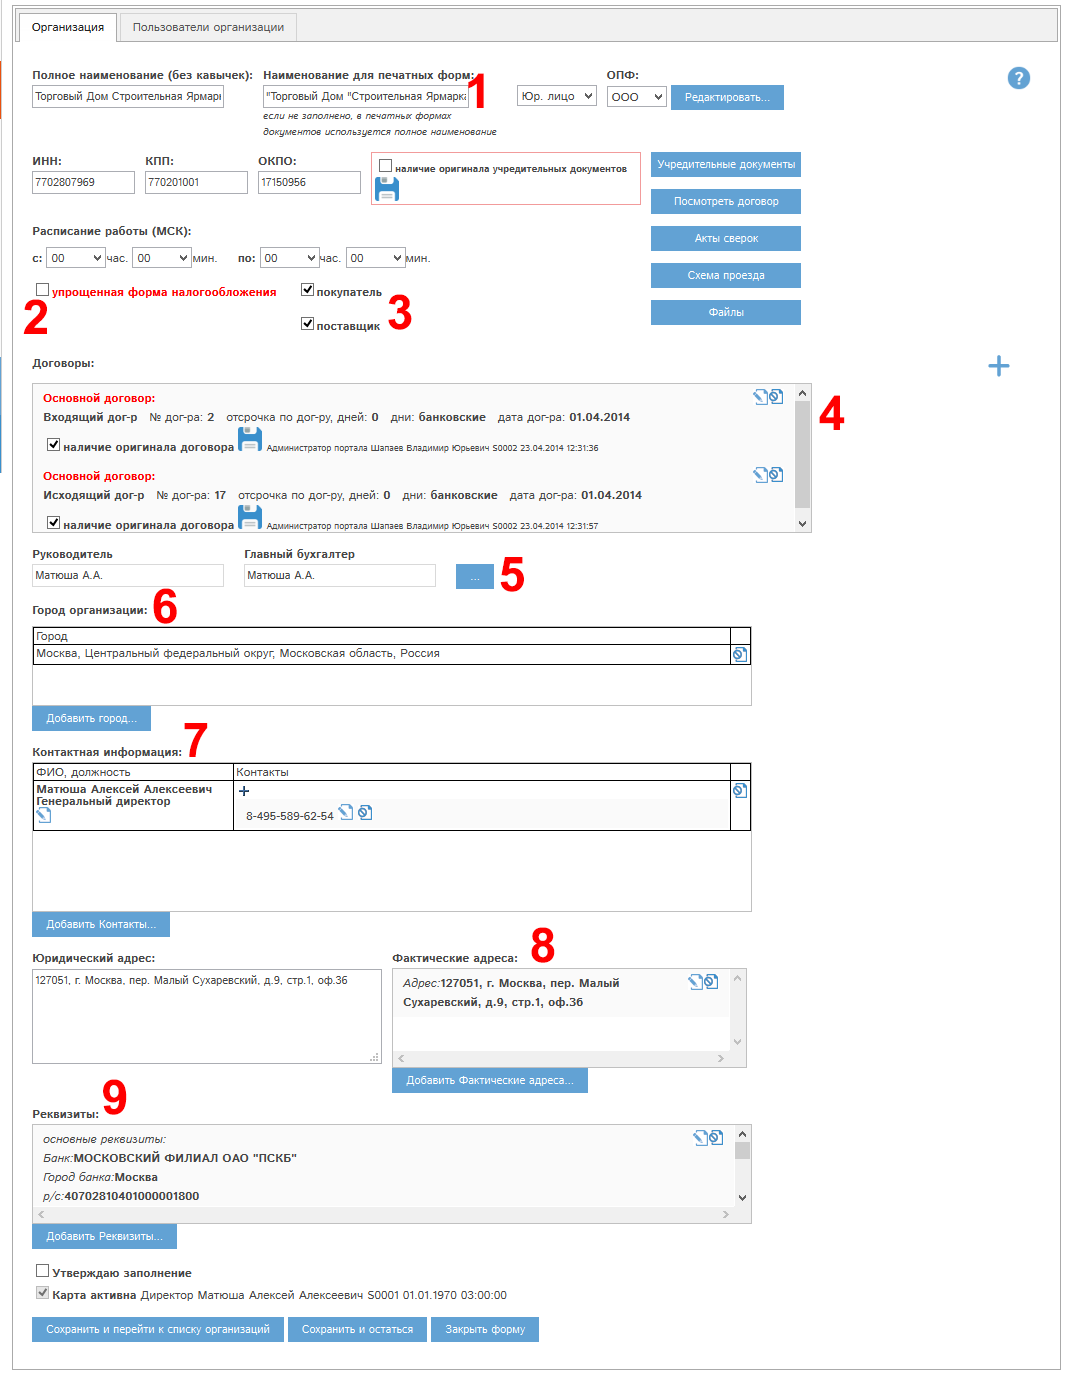 Организация Пользователи организации
Полное наименование (без кавычек): Наименование для печатных форм: ОПФ:
Торговый Дом Строительная Ярмарк "Торговый Дом "Строительная Ярмарка 1 Юр. лицо ООО Редактировать... ?
если не заполнено, в печатных формах
документов используется полное наименование
ИНН: КПП: ОКПО:
7702807969 770201001 17150956 наличие оригинала учредительных документов
Учредительные документы
Посмотреть договор
Акты сверок
Схема проезда
Файлы
Расписание работы (МСК):
с: 00 час. 00 мин. по: 00 час. 00 мин.
упрощенная форма налогообложения покупатель
2 3
поставщик
Договоры:
4
Основной договор:
Входящий дог-р № дог-ра: 2 отсрочка по дог-ру, дней: 0 дни: банковские дата дог-ра: 01.04.2014
наличие оригинала договора Администратор портала Шапаев Владимир Юрьевич S0002 23.04.2014 12:31:36
Основной договор:
Исходящий дог-р № дог-ра: 17 отсрочка по дог-ру, дней: 0 дни: банковские дата дог-ра: 01.04.2014
наличие оригинала договора Администратор портала Шапаев Владимир Юрьевич S0002 23.04.2014 12:31:57
Руководитель Главный бухгалтер
Матюша А.А. Матюша А.А. ... 5
Город организации: 6
Город
Москва, Центральный федеральный округ, Московская область, Россия
Добавить город...
Контактная информация: 7
ФИО, должность Контакты
Матюша Алексей Алексеевич
Генеральный директор
8-495-589-62-54
Добавить Контакты...
Юридический адрес: Фактические адреса: 8
127051, г. Москва, пер. Малый Сухаревский, д.9, стр.1, оф.36
Адрес:127051, г. Москва, пер. Малый
Сухаревский, д.9, стр.1, оф.36
Добавить Фактические адреса...
Реквизиты: 9
основные реквизиты:
Банк:МОСКОВСКИЙ ФИЛИАЛ ОАО "ПСКБ"
Город банка:Москва
р/с:40702810401000001800
Добавить Реквизиты...
Утверждаю заполнение
Карта активна Директор Матюша Алексей Алексеевич S0001 01.01.1970 03:00:00
Сохранить и перейти к списку организаций Сохранить и остаться Закрыть форму